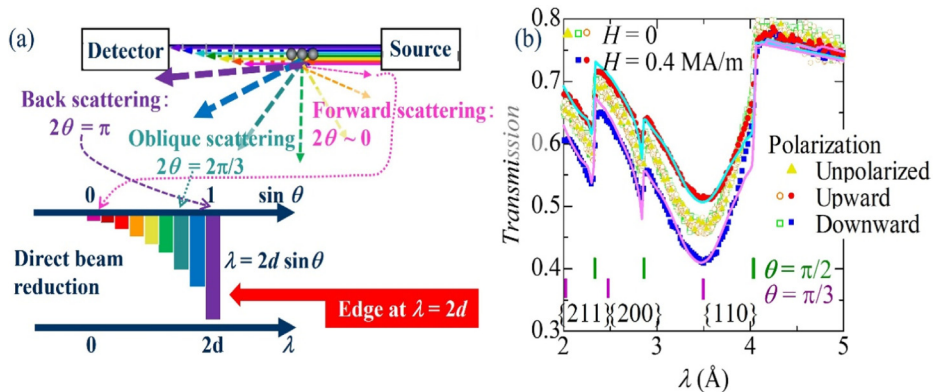 (a)
Detector
Source
Back scattering:
2θ = π
Oblique scattering
2θ = 2π/3
Forward scattering:
2θ ~ 0
0
1
sin θ
Direct beam
reduction
λ = 2d sinθ
Edge at λ = 2d
0
2d
λ
(b)
0.8
0.7
0.6
0.5
0.4
0.3
Transmission
H = 0
H = 0.4 MA/m
Polarization
Unpolarized
Upward
Downward
θ = π/2
θ = π/3
{211}
{200}
{110}
2
3
4
5
λ (Å)